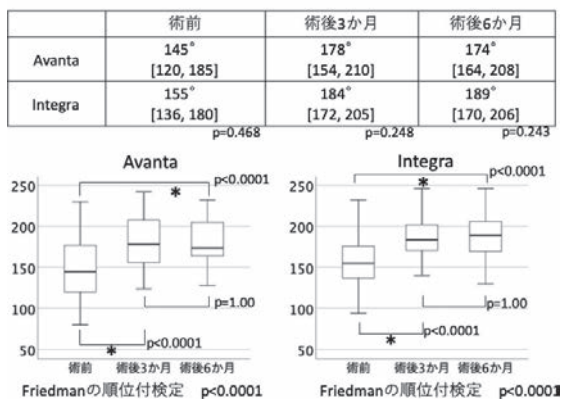 術前 術後3か月 術後6か月
Avanta 145° 178° 174°
[120, 185] [154, 210] [164, 208]
Integra 155° 184° 189°
[136, 180] [172, 205] [170, 206]
p=0.468 p=0.248 p=0.243
Avanta
p<0.0001
*
250
200
150
100
50
p=1.00
p<0.0001
*
術前 術後3か月 術後6か月
Friedmanの順位付検定 p<0.0001
Integra
p<0.0001
*
250
200
150
100
50
p=1.00
p<0.0001
*
術前 術後3か月 術後6か月
Friedmanの順位付検定 p<0.0001